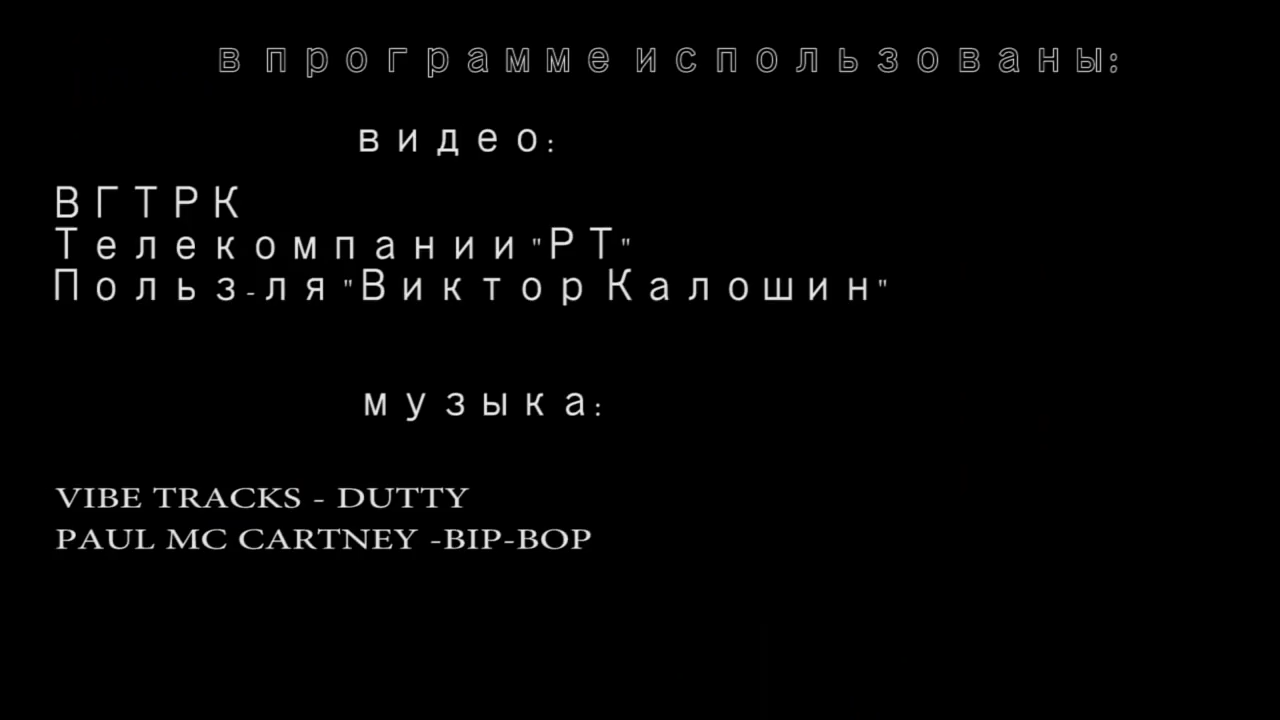 в программе использованы:
видео:
ВГТРК
Телекомпании "РТ"
Польз-ля "Виктор Калошин"
музыка:
VIBE TRACKS - DUTTY
PAUL MC CARTNEY -BIP-BOP